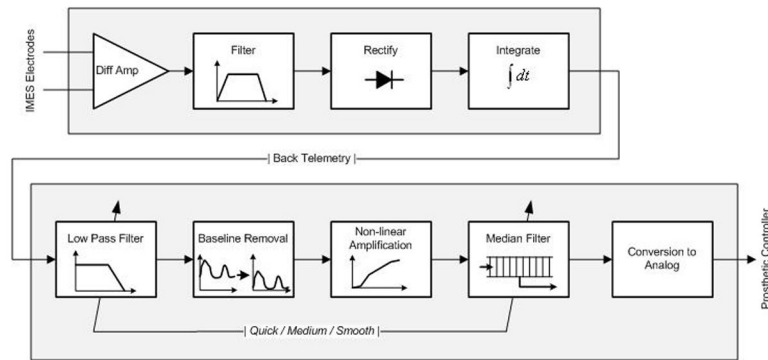 IMES Electrodes
Diff Amp
Filter
Rectify
Integrate
∫ dt
| Back Telemetry |
Low Pass Filter
Baseline Removal
Non-linear
Amplification
Median Filter
Conversion to
Analog
Prosthetic Controller
| Quick / Medium / Smooth |